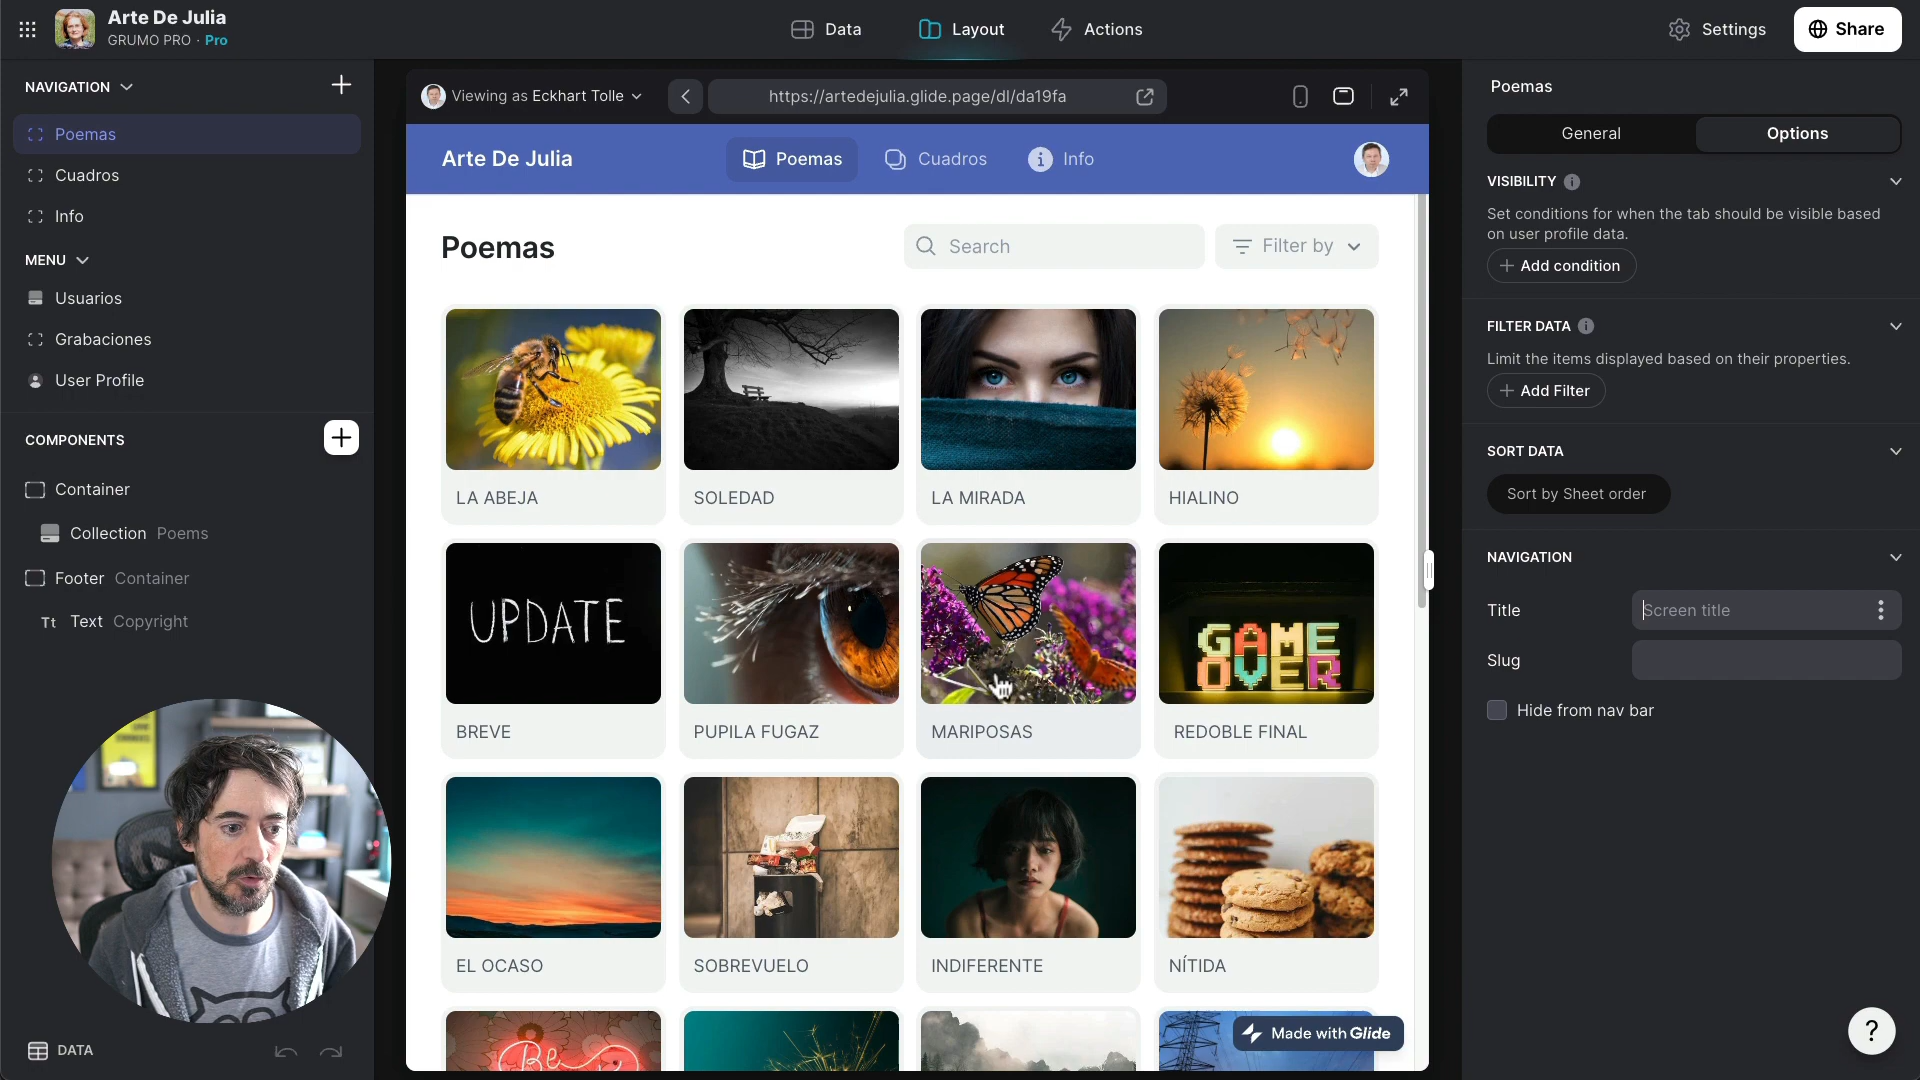 Arte De Julia
GRUMO PRO · Pro
Data
Layout
Actions
Settings
Share
NAVIGATION
Poemas
Cuadros
Info
MENU
Usuarios
Grabaciones
User Profile
COMPONENTS
Container
Collection Poems
Footer Container
Tt Text Copyright
DATA
Viewing as Eckhart Tolle
https://artedejulia.glide.page/dl/da19fa
Arte De Julia
Poemas
Cuadros
Info
Poemas
Search
Filter by
LA ABEJA
SOLEDAD
LA MIRADA
HIALINO
UPDATE
GAME
OVER
BREVE
PUPILA FUGAZ
MARIPOSAS
REDOBLE FINAL
EL OCASO
SOBREVUELO
INDIFERENTE
NÍTIDA
Be
Made with Glide
Poemas
General
Options
VISIBILITY
Set conditions for when the tab should be visible based
on user profile data.
+ Add condition
FILTER DATA
Limit the items displayed based on their properties.
+ Add Filter
SORT DATA
Sort by Sheet order
NAVIGATION
Title
Screen title
Slug
Hide from nav bar
?